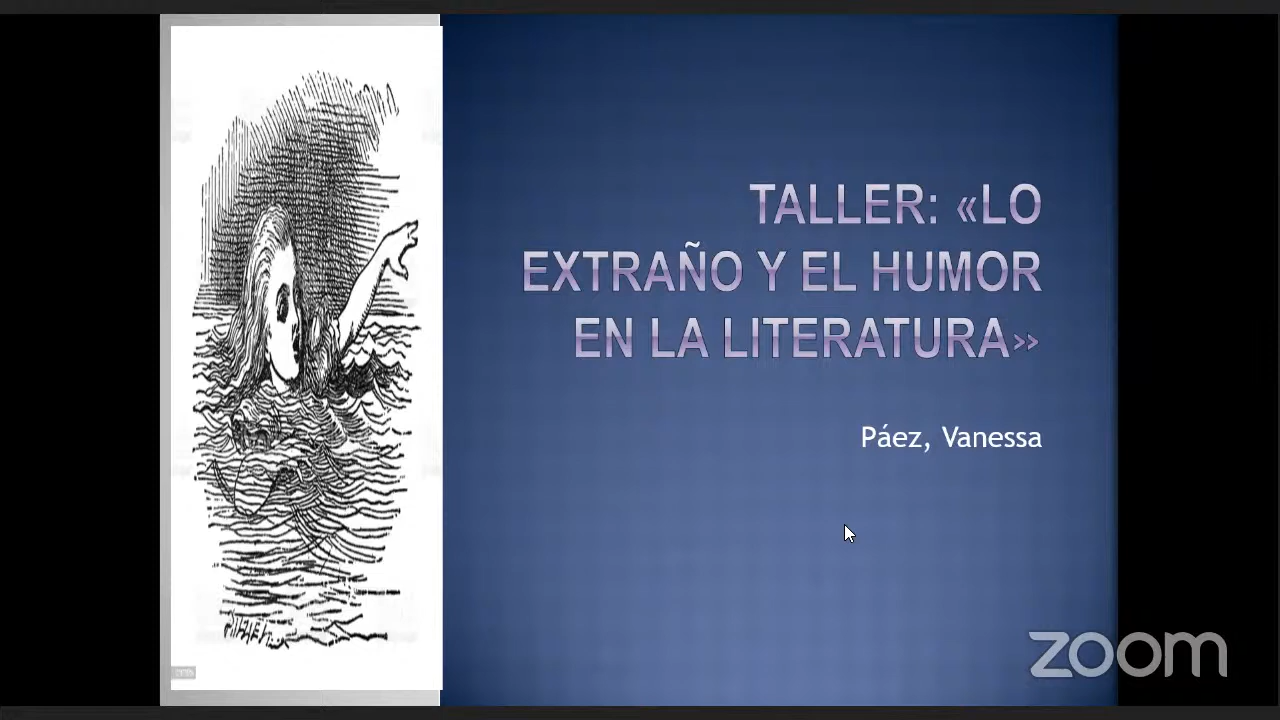 TALLER: «LO
EXTRAÑO Y EL HUMOR
EN LA LITERATURA»
Páez, Vanessa
zoom